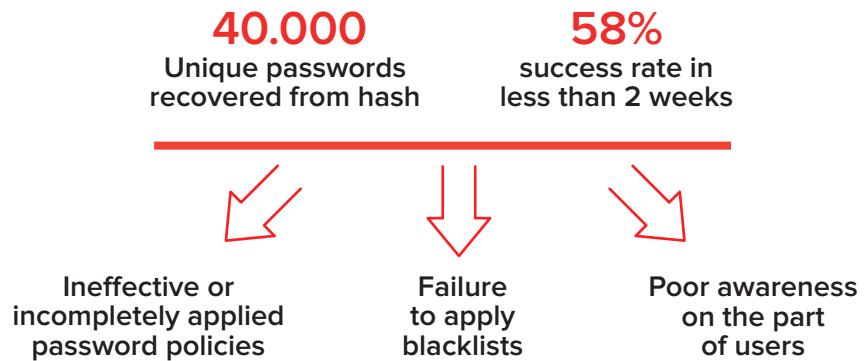 40.000
Unique passwords
recovered from hash
58%
success rate in
less than 2 weeks
Ineffective or
incompletely applied
password policies
Failure
to apply
blacklists
Poor awareness
on the part
of users